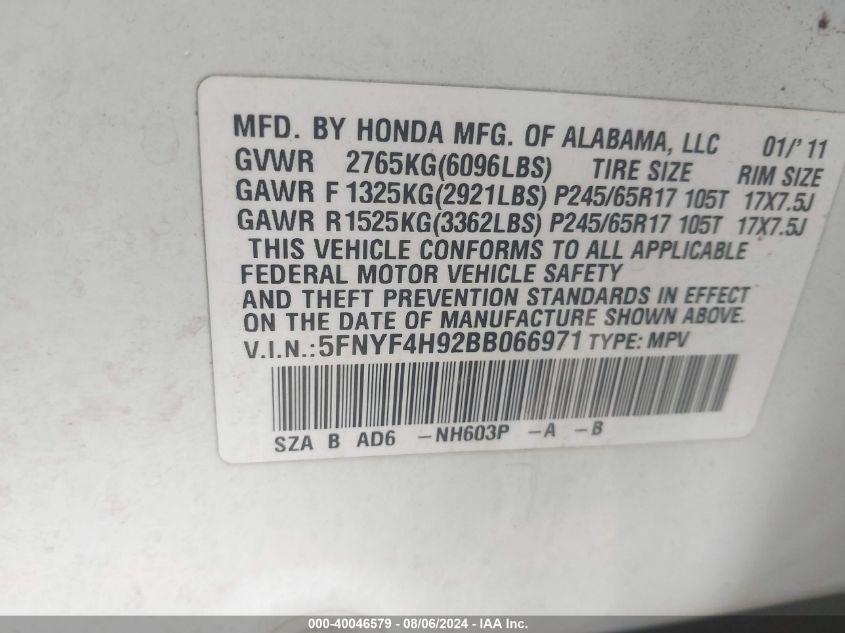 MFD. BY HONDA MFG. OF ALABAMA, LLC 01/'11
GVWR 2765KG(6096LBS) TIRE SIZE RIM SIZE
GAWR F 1325KG(2921LBS) P245/65R17 105T 17X7.5J
GAWR R1525KG(3362LBS) P245/65R17 105T 17X7.5J
THIS VEHICLE CONFORMS TO ALL APPLICABLE
FEDERAL MOTOR VEHICLE SAFETY
AND THEFT PREVENTION STANDARDS IN EFFECT
ON THE DATE OF MANUFACTURE SHOWN ABOVE.
V.I.N.:5FNYF4H92BB066971 TYPE: MPV
SZA B AD6 -NH603P -A -B
000-40046579 - 08/06/2024 - IAA Inc.